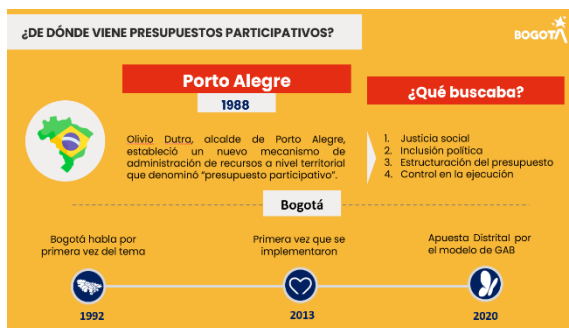 ¿DE DÓNDE VIENE PRESUPUESTOS PARTICIPATIVOS?
BOGOTÁ
Porto Alegre
1988
Olivio Dutra, alcalde de Porto Alegre,
estableció un nuevo mecanismo de
administración de recursos a nivel territorial
que denominó “presupuesto participativo”.
¿Qué buscaba?
1. Justicia social
2. Inclusión política
3. Estructuración del presupuesto
4. Control en la ejecución
Bogotá
Bogotá habla por
primera vez del tema
1992
Primera vez que se
implementaron
2013
Apuesta Distrital por
el modelo de GAB
2020